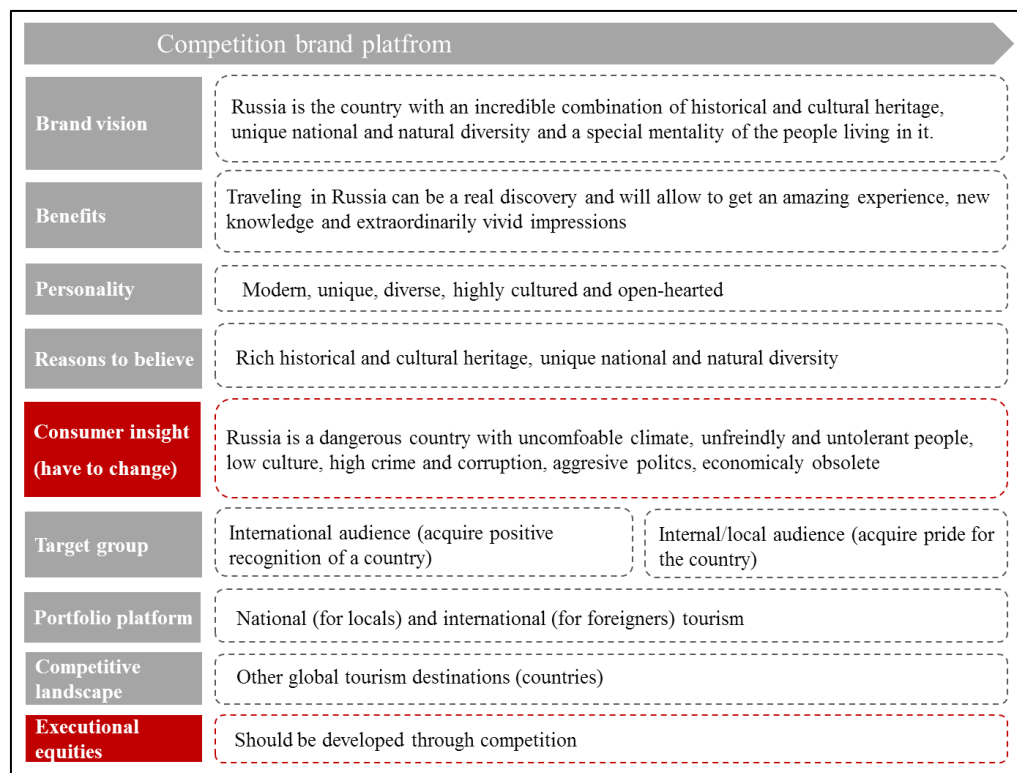 Competition brand platfrom
Brand vision
Russia is the country with an incredible combination of historical and cultural heritage,
unique national and natural diversity and a special mentality of the people living in it.
Benefits
Traveling in Russia can be a real discovery and will allow to get an amazing experience, new
knowledge and extraordinarily vivid impressions
Personality
Modern, unique, diverse, highly cultured and open-hearted
Reasons to believe
Rich historical and cultural heritage, unique national and natural diversity
Consumer insight
(have to change)
Russia is a dangerous country with uncomfoable climate, unfreindly and untolerant people,
low culture, high crime and corruption, aggresive politcs, economicaly obsolete
Target group
International audience (acquire positive
recognition of a country)
Internal/local audience (acquire pride for
the country)
Portfolio platform
National (for locals) and international (for foreigners) tourism
Competitive
landscape
Other global tourism destinations (countries)
Executional
equities
Should be developed through competition